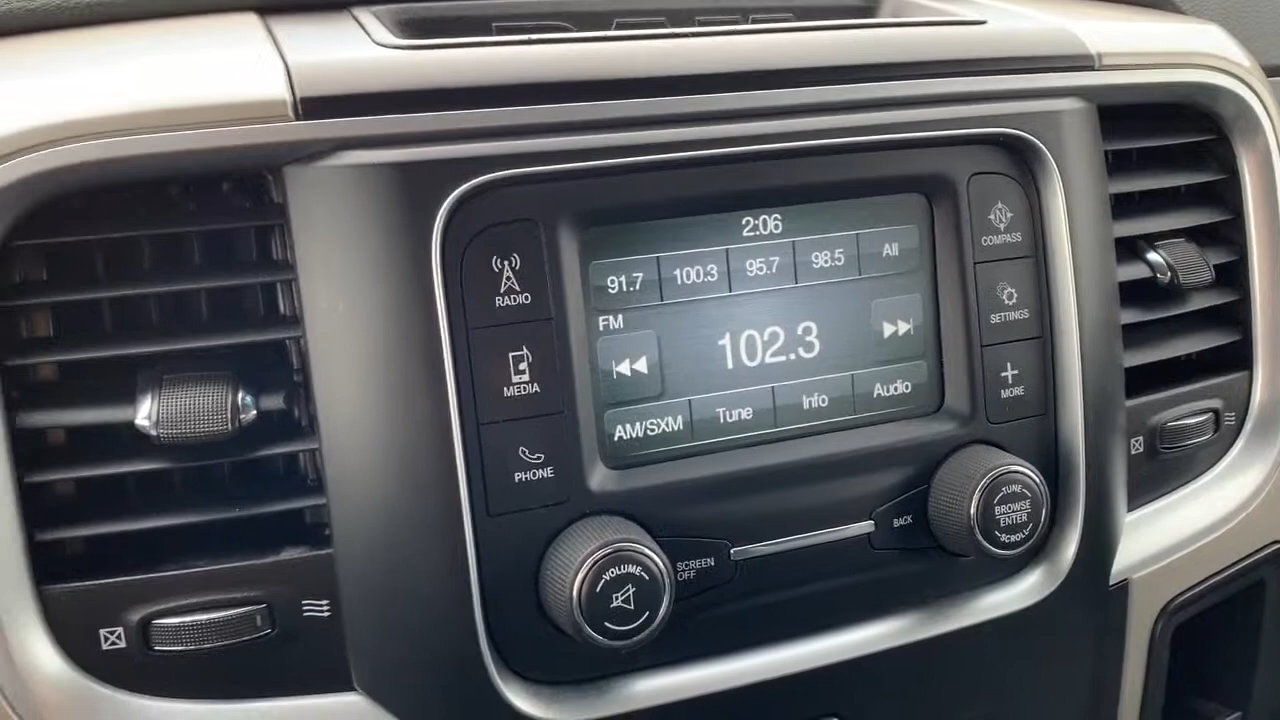 RAM
2:06
91.7 100.3 95.7 98.5 All
FM
102.3
AM/SXM Tune Info Audio
RADIO
MEDIA
PHONE
N
COMPASS
SETTINGS
MORE
VOLUME
SCREEN
OFF
BACK
TUNE
BROWSE
ENTER
SCROLL